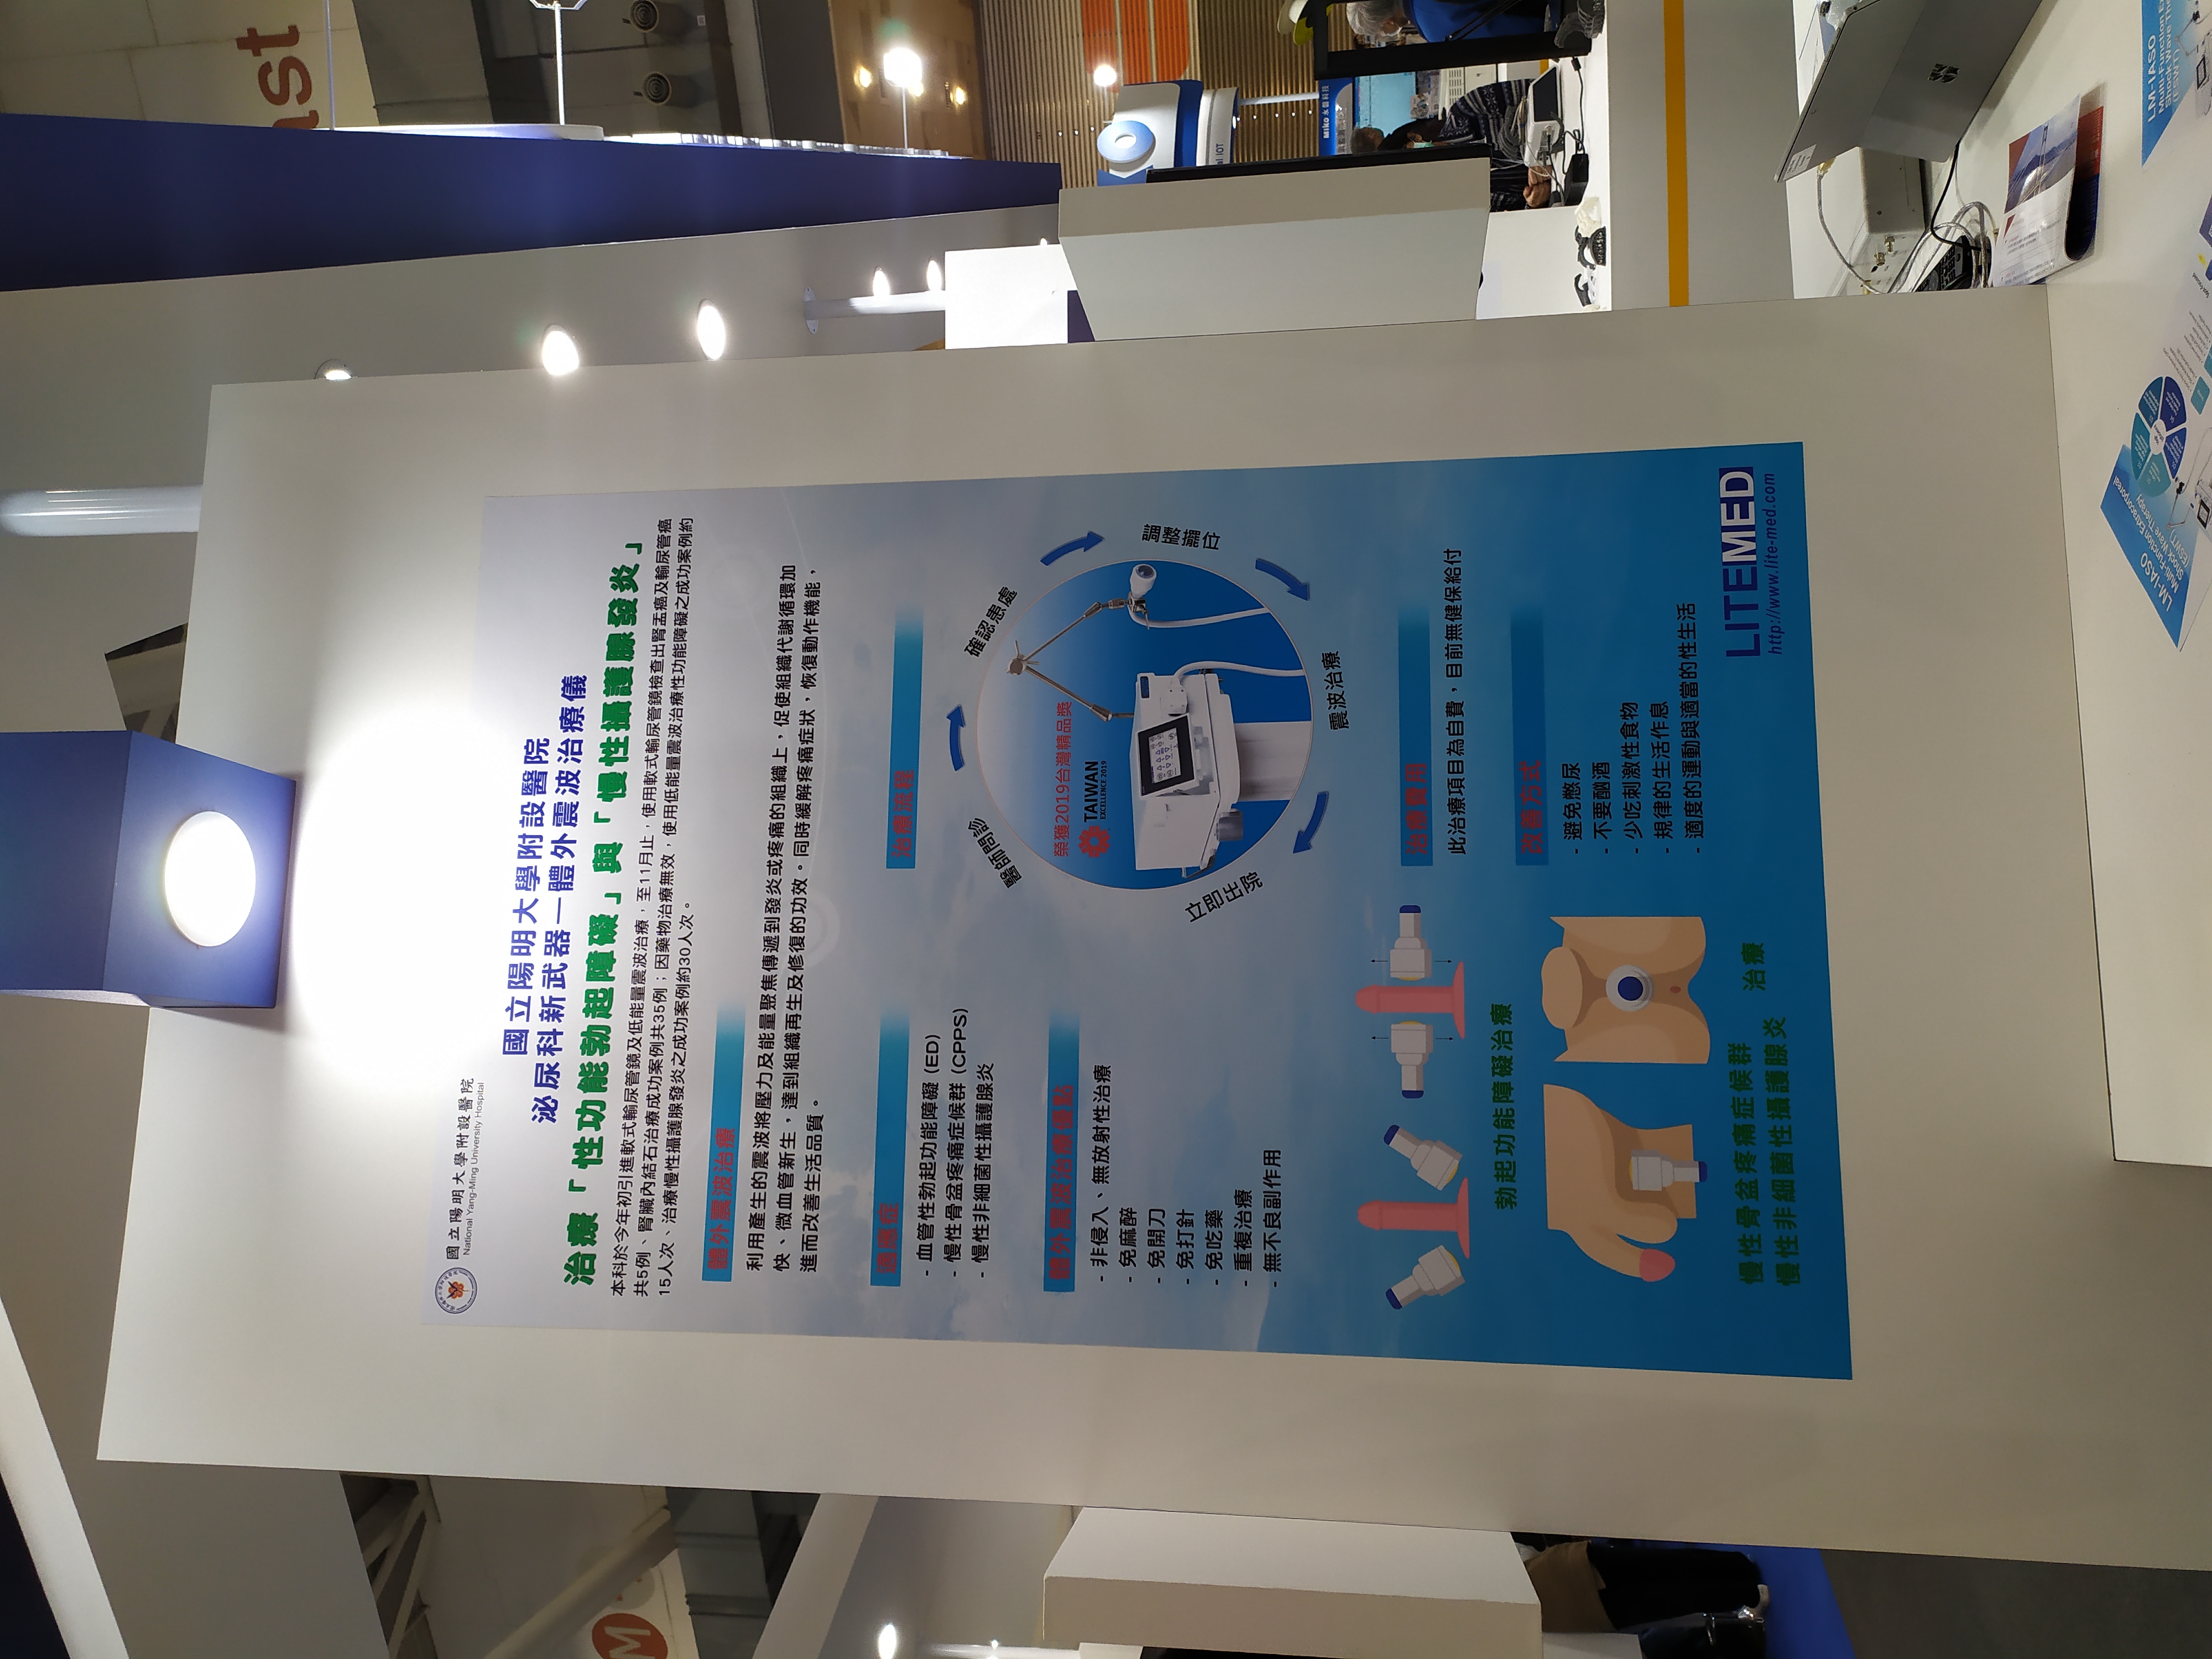 國立陽明大學附設醫院
National Yang-Ming University Hospital
國立陽明大學附設醫院
泌尿科新武器—體外震波治療儀
治療「性功能勃起障礙」與「慢性攝護腺發炎」
本科於今年初引進軟式輸尿管鏡及低能量震波治療，至11月止，使用軟式輸尿管鏡檢查出腎盂癌及輸尿管癌
共5例、腎臟內結石治療成功案例共35例；因藥物治療無效，使用低能量震波治療性功能障礙之成功案例約
15人次、治療慢性攝護腺發炎之成功案例約30人次。
體外震波治療
利用產生的震波將壓力及能量聚焦傳遞到發炎或疼痛的組織上，促使組織代謝循環加
快、微血管新生，達到組織再生及修復的功效。同時緩解疼痛症狀，恢復動作機能，
進而改善生活品質。
適應症
- 血管性勃起功能障礙 (ED)
- 慢性骨盆疼痛症候群 (CPPS)
- 慢性非細菌性攝護腺炎
體外震波治療優點
- 非侵入、無放射性治療
- 免麻醉
- 免開刀
- 免打針
- 免吃藥
- 重複治療
- 無不良副作用
治療流程
醫師問診
確認患處
調整擺位
震波治療
立即出院
榮獲2019台灣精品獎
TAIWAN
EXCELLENCE 2019
勃起功能障礙治療
慢性骨盆疼痛症候群
慢性非細菌性攝護腺炎
治療
治療費用
此治療項目為自費，目前無健保給付
改善方式
- 避免憋尿
- 不要酗酒
- 少吃刺激性食物
- 規律的生活作息
- 適度的運動與適當的性生活
LITEMED
http://www.lite-med.com
ast
M
al IOT
Miko 永銘科技
LM-IASO
Multi-Function Extracorporeal
Shock Wave Therapy
(ESWT)
LM-IASO
Multi-Function E
Shock Wave The
(ESWT)